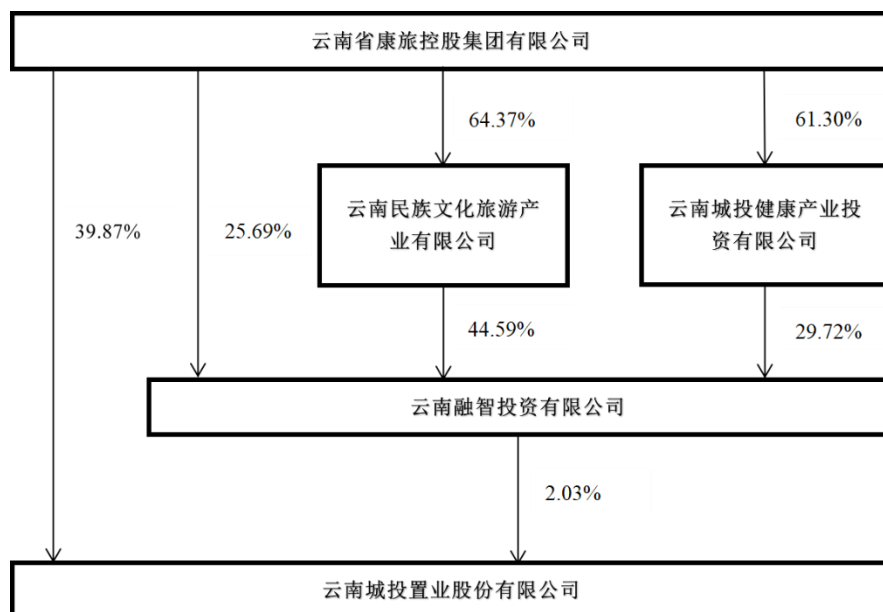 云南省康旅控股集团有限公司
64.37%
61.30%
云南民族文化旅游产
业有限公司
云南城投健康产业投
资有限公司
39.87%
25.69%
44.59%
29.72%
云南融智投资有限公司
2.03%
云南城投置业股份有限公司